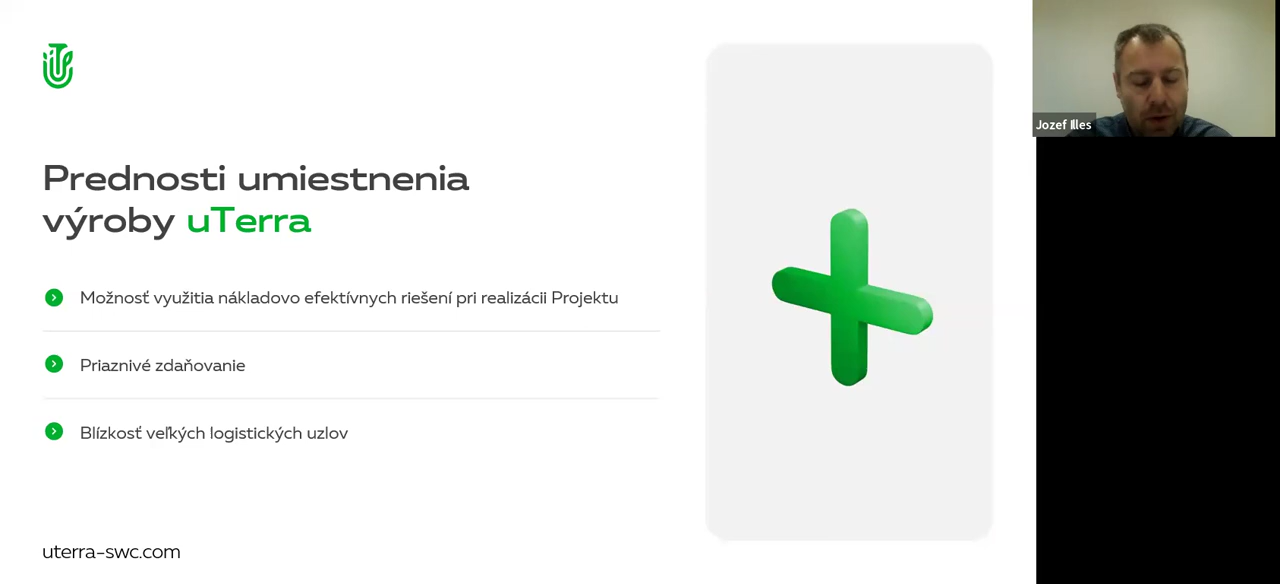 Prednosti umiestnenia
výroby uTerra
Možnosť využitia nákladovo efektívnych riešení pri realizácii Projektu
Priaznivé zdaňovanie
Blízkosť veľkých logistických uzlov
uterra-swc.com
Jozef Illes